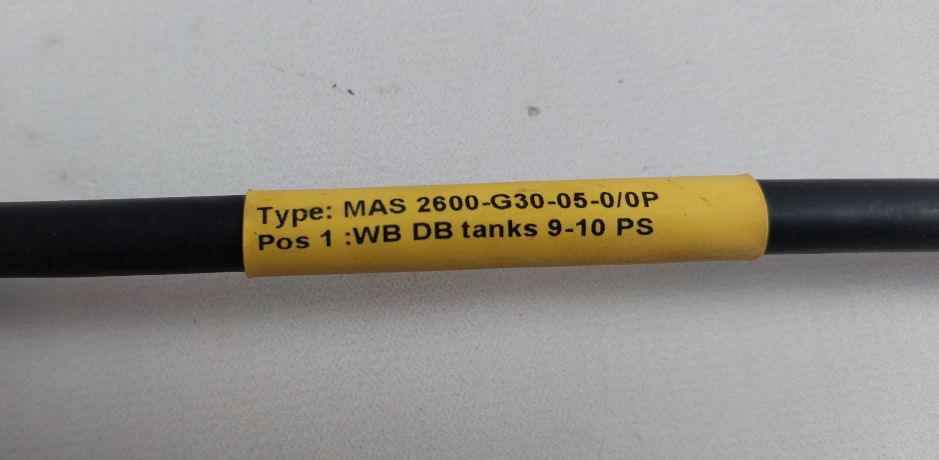 Type: MAS 2600-G30-05-0/0P
Pos 1 :WB DB tanks 9-10 PS